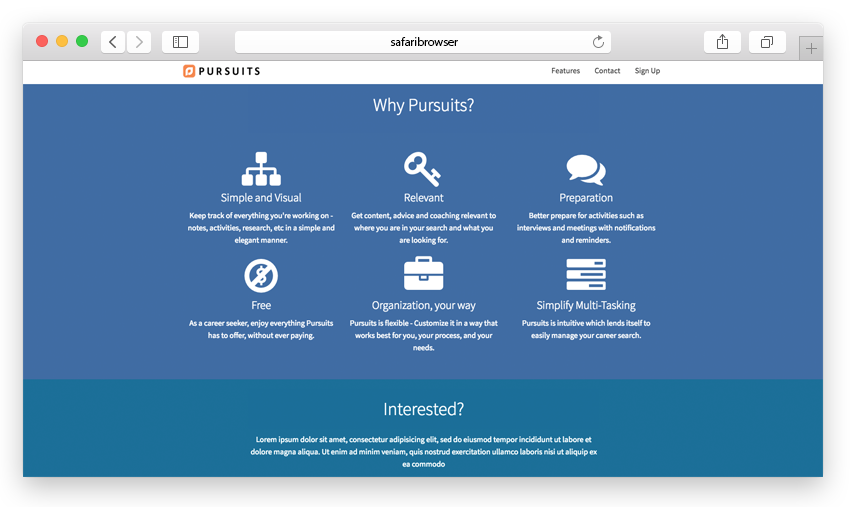 safaribrowser
PURSUITS
Features Contact Sign Up
Why Pursuits?
Simple and Visual
Keep track of everything you're working on -
notes, activities, research, etc in a simple and
elegant manner.
Relevant
Get content, advice and coaching relevant to
where you are in your search and what you
are looking for.
Preparation
Better prepare for activities such as
interviews and meetings with notifications
and reminders.
Free
As a career seeker, enjoy everything Pursuits
has to offer, without ever paying.
Organization, your way
Pursuits is flexible - Customize it in a way that
works best for you, your process, and your
needs.
Simplify Multi-Tasking
Pursuits is intuitive which lends itself to
easily manage your career search.
Interested?
Lorem ipsum dolor sit amet, consectetur adipisicing elit, sed do eiusmod tempor incididunt ut labore et
dolore magna aliqua. Ut enim ad minim veniam, quis nostrud exercitation ullamco laboris nisi ut aliquip ex
ea commodo